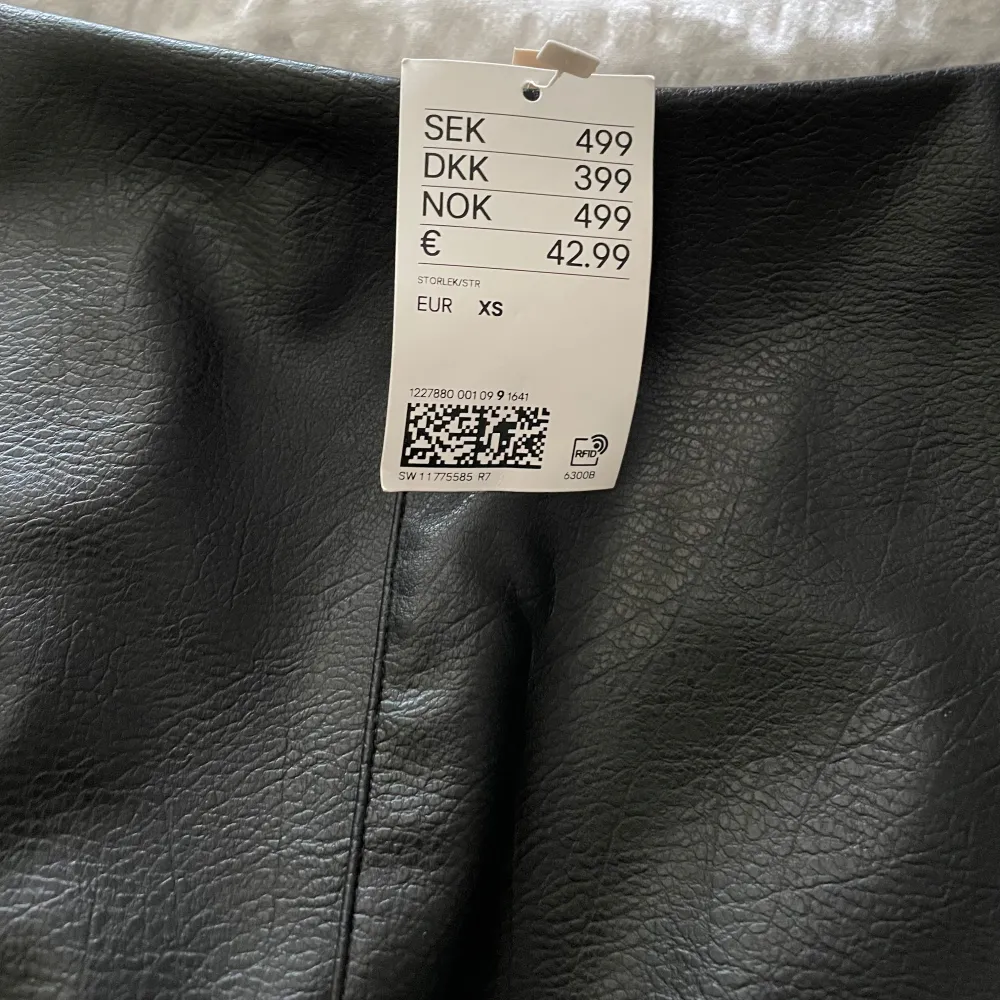 SEK 499
DKK 399
NOK 499
€ 42.99
STORLEK/STR
EUR XS
1227880 001 09 9 1641
RFID
SW 11775585 R7 6300B